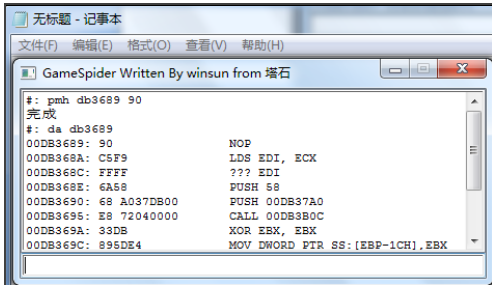 无标题 - 记事本
文件(F) 编辑(E) 格式(O) 查看(V) 帮助(H)
GameSpider Written By winsun from 塔石
#: pmh db3689 90
完成
#: da db3689
00DB3689: 90 NOP
00DB368A: C5F9 LDS EDI, ECX
00DB368C: FFFF ??? EDI
00DB368E: 6A58 PUSH 58
00DB3690: 68 A037DB00 PUSH 00DB37A0
00DB3695: E8 72040000 CALL 00DB3B0C
00DB369A: 33DB XOR EBX, EBX
00DB369C: 895DE4 MOV DWORD PTR SS:[EBP-1CH],EBX